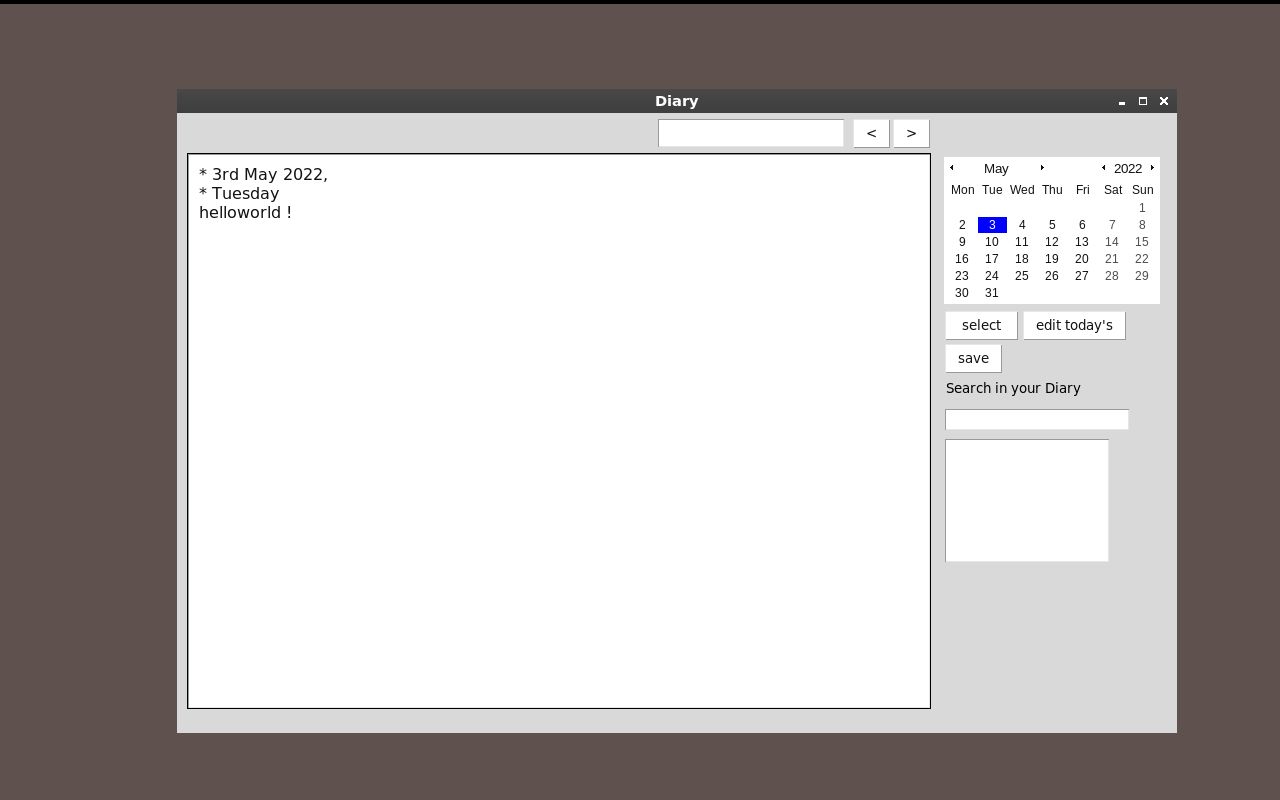 Diary
< >
* 3rd May 2022,
* Tuesday
helloworld !
May 2022
Mon Tue Wed Thu Fri Sat Sun
1
2 3 4 5 6 7 8
9 10 11 12 13 14 15
16 17 18 19 20 21 22
23 24 25 26 27 28 29
30 31
select edit today's
save
Search in your Diary